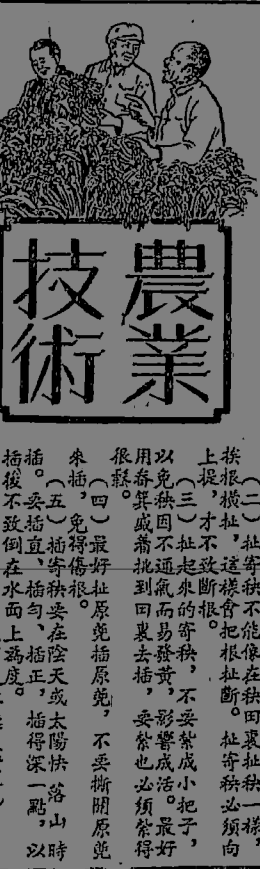 農業
技術
（二）扯寄秧不能像在秧田裏扯秧一樣，
挨根橫扯，這樣會把根扯斷。扯寄秧必須向
上提，才不致斷根。
（三）扯起來的寄秧，不要紮成小把子，
以免秧因不通氣而易發黃，影響成活。最好
用畚箕盛着挑到田裏去插，要紮也必須紮得
很鬆。
（四）最好扯原蔸插原蔸，不要撕開原蔸
來插，免得傷根。
（五）插寄秧要在陰天或太陽快落山時
插。要插直、插勻、插正，插得深一點，以
插後不致倒在水面上為度。